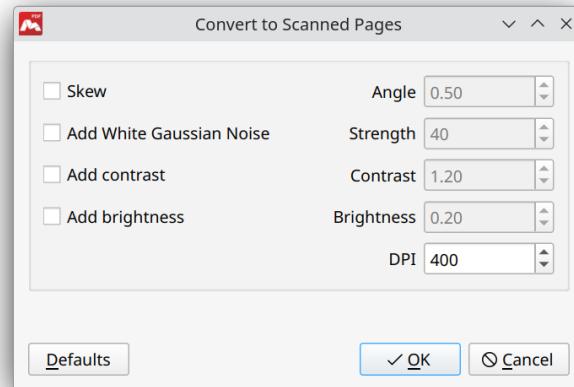 PDF
Convert to Scanned Pages
Skew Angle 0.50
Add White Gaussian Noise Strength 40
Add contrast Contrast 1.20
Add brightness Brightness 0.20
DPI 400
Defaults OK Cancel